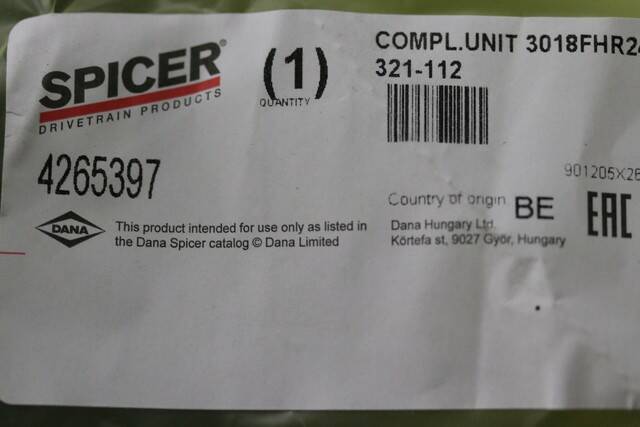 SPICER®
DRIVETRAIN PRODUCTS
(1)
QUANTITY
COMPL.UNIT 3018FHR2
321-112
4265397
901205X26
Country of origin BE
EAC
DANA
This product intended for use only as listed in
the Dana Spicer catalog © Dana Limited
Dana Hungary Ltd.
Körtefa st, 9027 Győr, Hungary